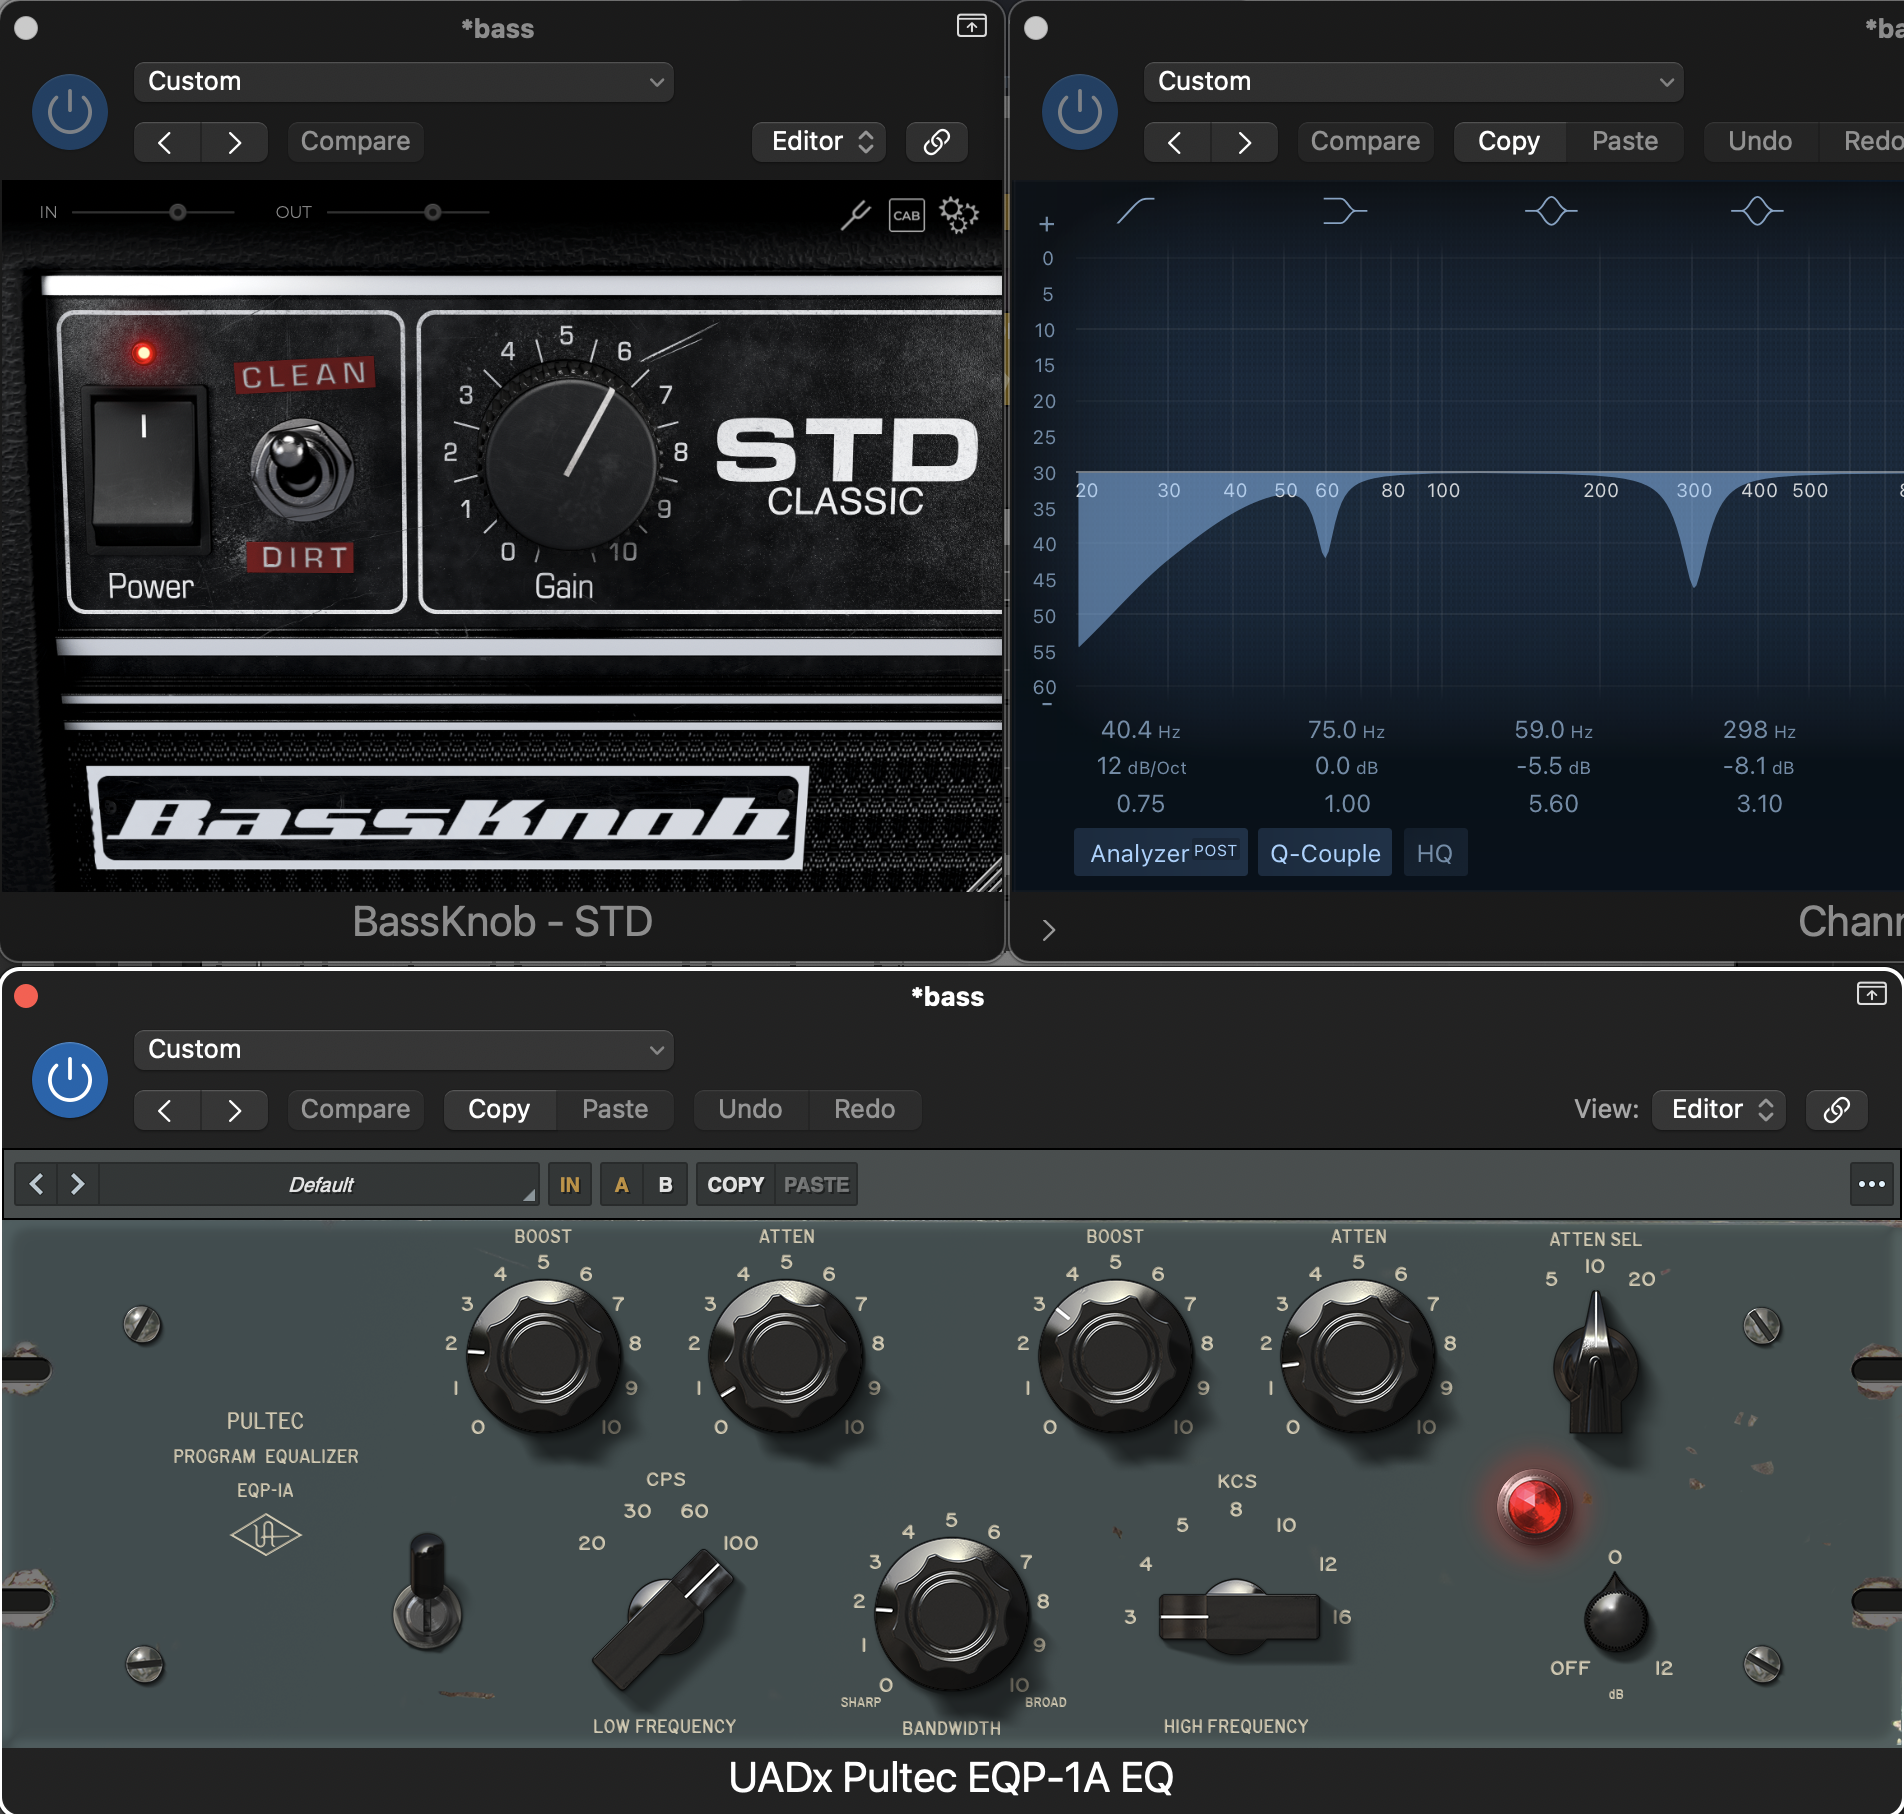 *bass
Custom
Compare
Editor
IN
OUT
CAB
CLEAN
DIRT
Power
0 1 2 3 4 5 6 7 8 9 10
Gain
STD
CLASSIC
BassKnob
BassKnob - STD
*ba
Custom
Compare Copy Paste Undo Redo
+
0
5
10
15
20
25
30
35
40
45
50
55
60
-
20 30 40 50 60 80 100 200 300 400 500 8
40.4 Hz 75.0 Hz 59.0 Hz 298 Hz
12 dB/Oct 0.0 dB -5.5 dB -8.1 dB
0.75 1.00 5.60 3.10
Analyzer POST Q-Couple HQ
Chann
*bass
Custom
Compare Copy Paste Undo Redo
View: Editor
Default IN A B COPY PASTE
BOOST
0 1 2 3 4 5 6 7 8 9 10
ATTEN
0 1 2 3 4 5 6 7 8 9 10
BOOST
0 1 2 3 4 5 6 7 8 9 10
ATTEN
0 1 2 3 4 5 6 7 8 9 10
ATTEN SEL
5 10 20
PULTEC
PROGRAM EQUALIZER
EQP-1A
UA
CPS
20 30 60 100
LOW FREQUENCY
0 1 2 3 4 5 6 7 8 9 10
SHARP BROAD
BANDWIDTH
KCS
3 4 5 8 10 12 16
HIGH FREQUENCY
0
OFF 12
dB
UADx Pultec EQP-1A EQ